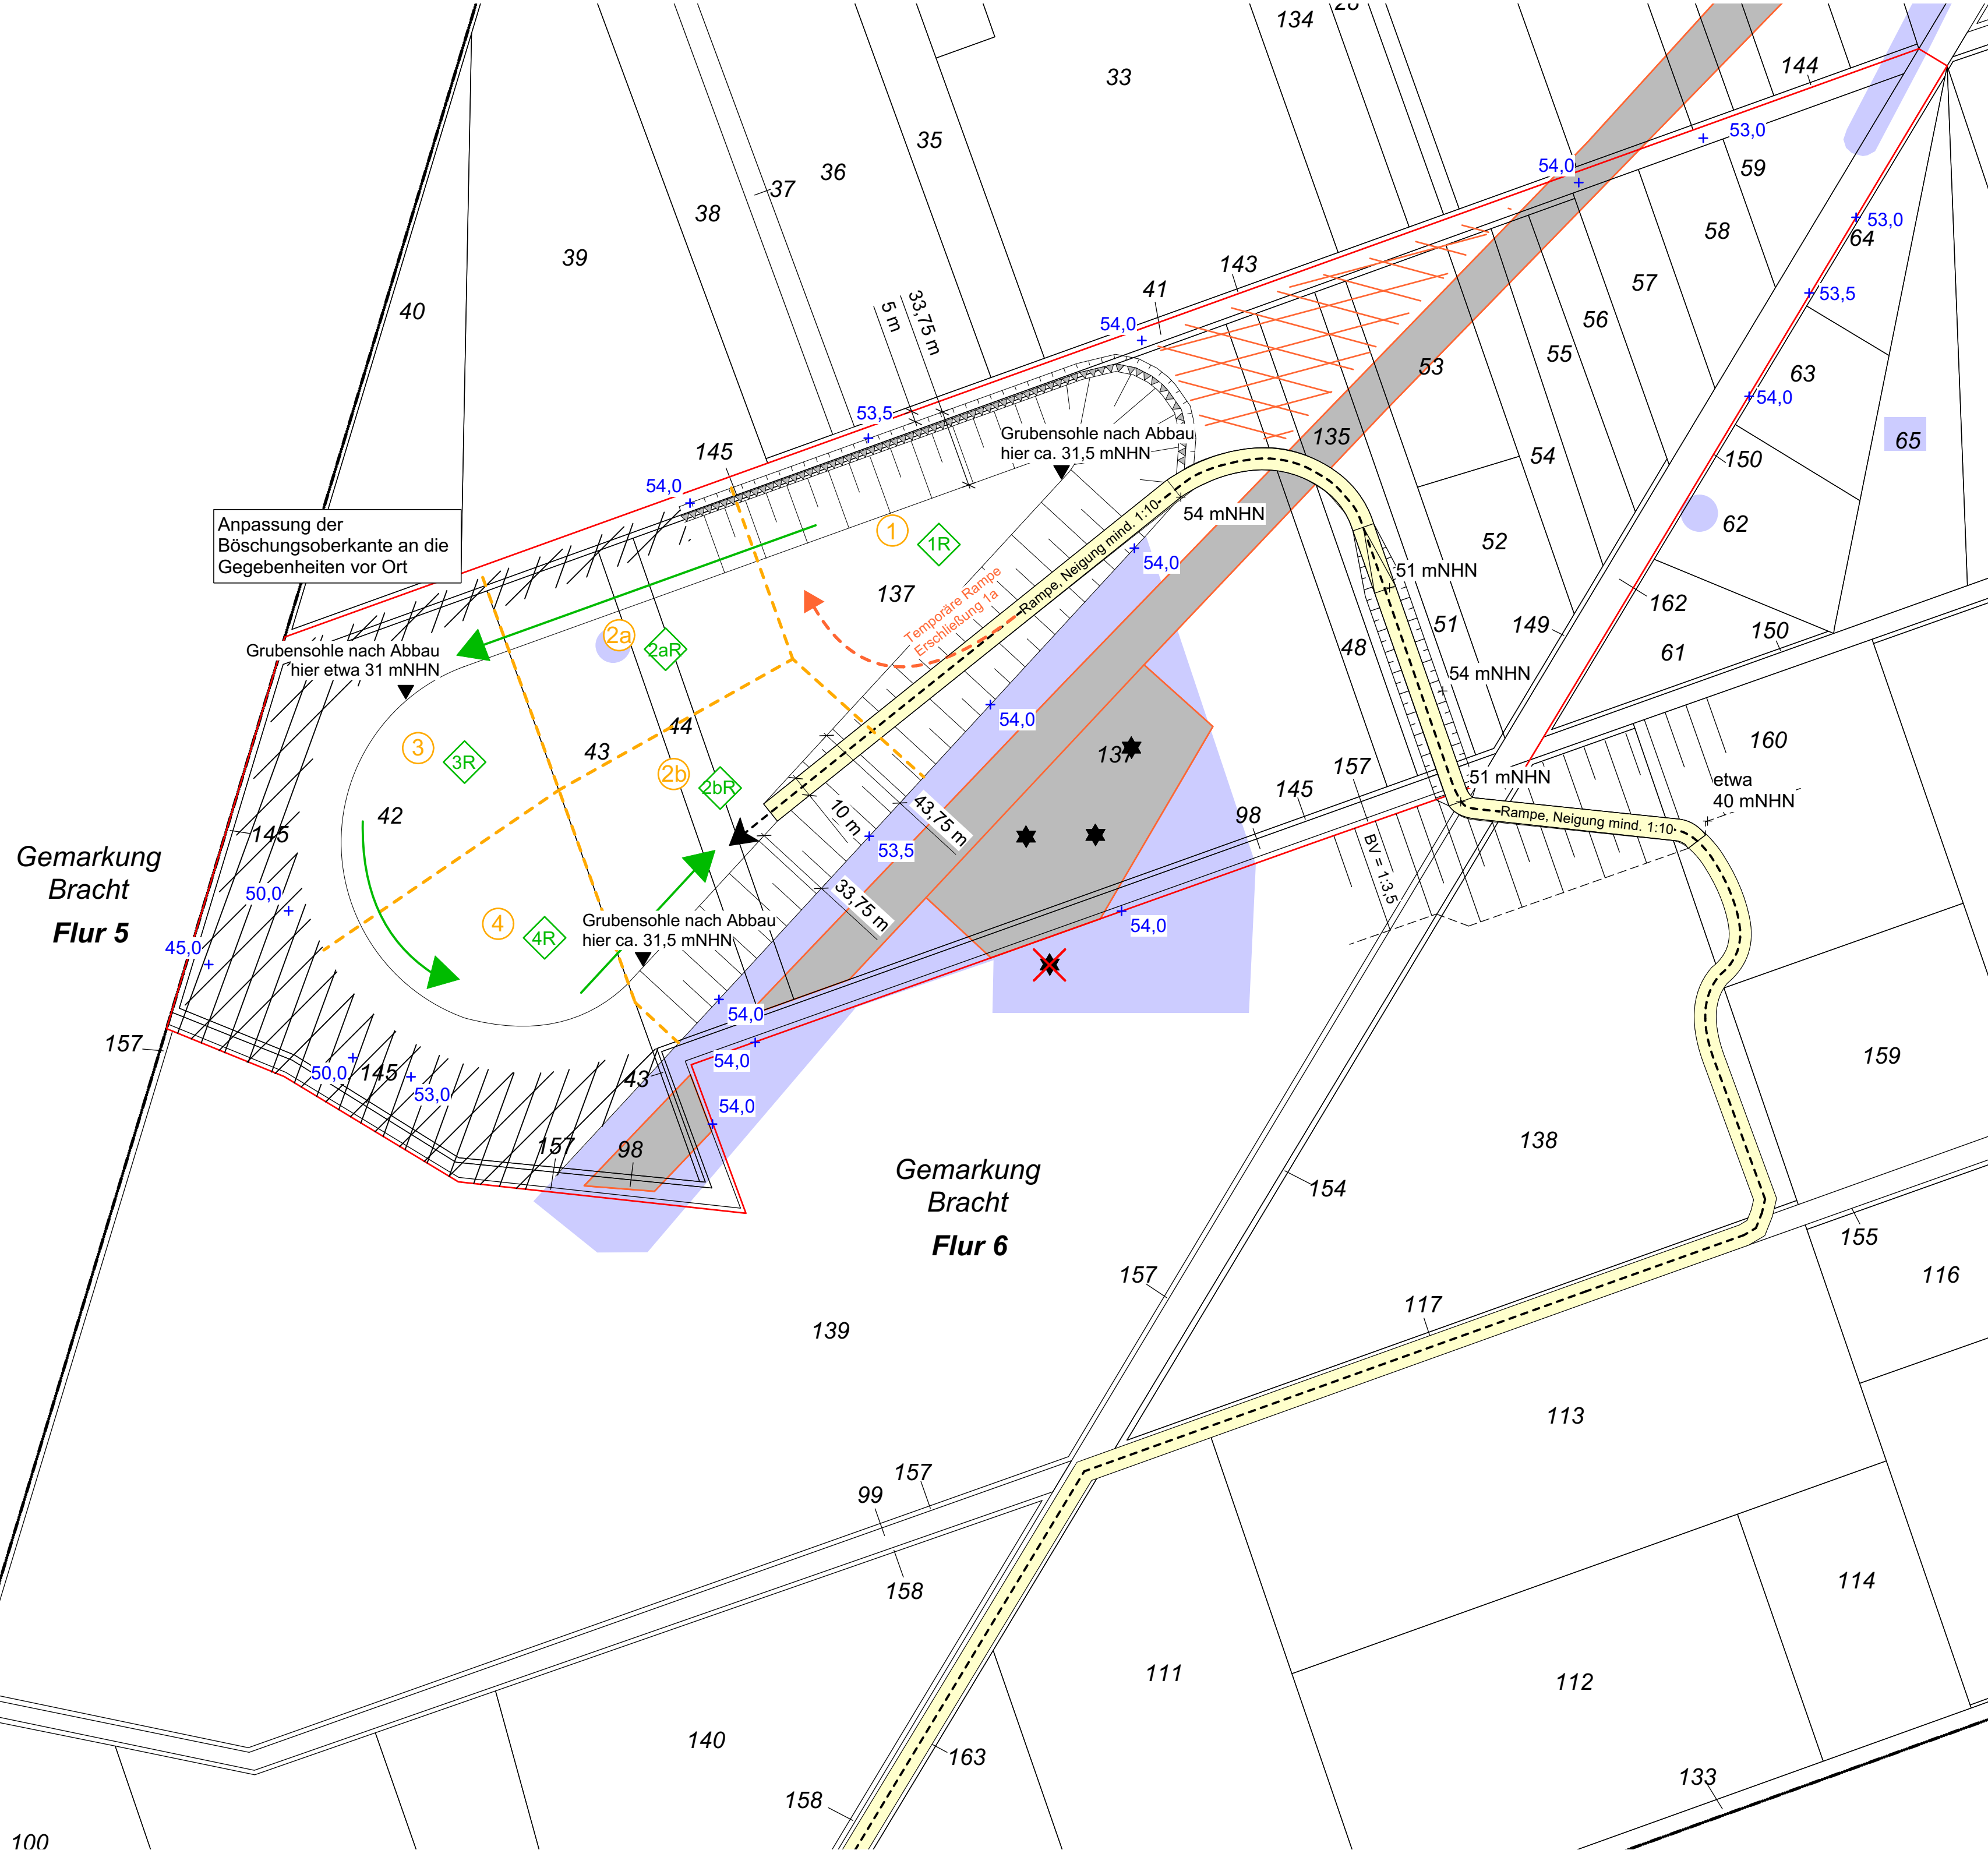 134
33
144
35
36
37
38
39
40
53,0
54,0
59
53,0
64
58
57
143
41
53,5
56
5 m
33,75 m
54,0
55
63
53
54,0
53,5
65
Grubensohle nach Abbau
hier ca. 31,5 mNHN
135
145
54
150
54,0
54 mNHN
62
Anpassung der
Böschungsoberkante an die
Gegebenheiten vor Ort
1
1R
52
54,0
51 mNHN
Rampe, Neigung mind. 1:10
137
Temporäre Rampe
Erschließung 1a
162
2a
2aR
51
149
150
48
61
Grubensohle nach Abbau
hier etwa 31 mNHN
54 mNHN
54,0
44
43
137
160
3
3R
2b
2bR
157
51 mNHN
etwa
40 mNHN
145
98
42
10 m
43,75 m
Rampe, Neigung mind. 1:10
145
53,5
BV = 1:3,5
Gemarkung
Bracht
Flur 5
50,0
33,75 m
4
4R
Grubensohle nach Abbau
hier ca. 31,5 mNHN
54,0
45,0
54,0
157
54,0
159
50,0
145
43
53,0
54,0
157
98
138
Gemarkung
Bracht
Flur 6
154
155
157
116
117
139
113
157
99
158
114
111
112
140
163
133
158
100